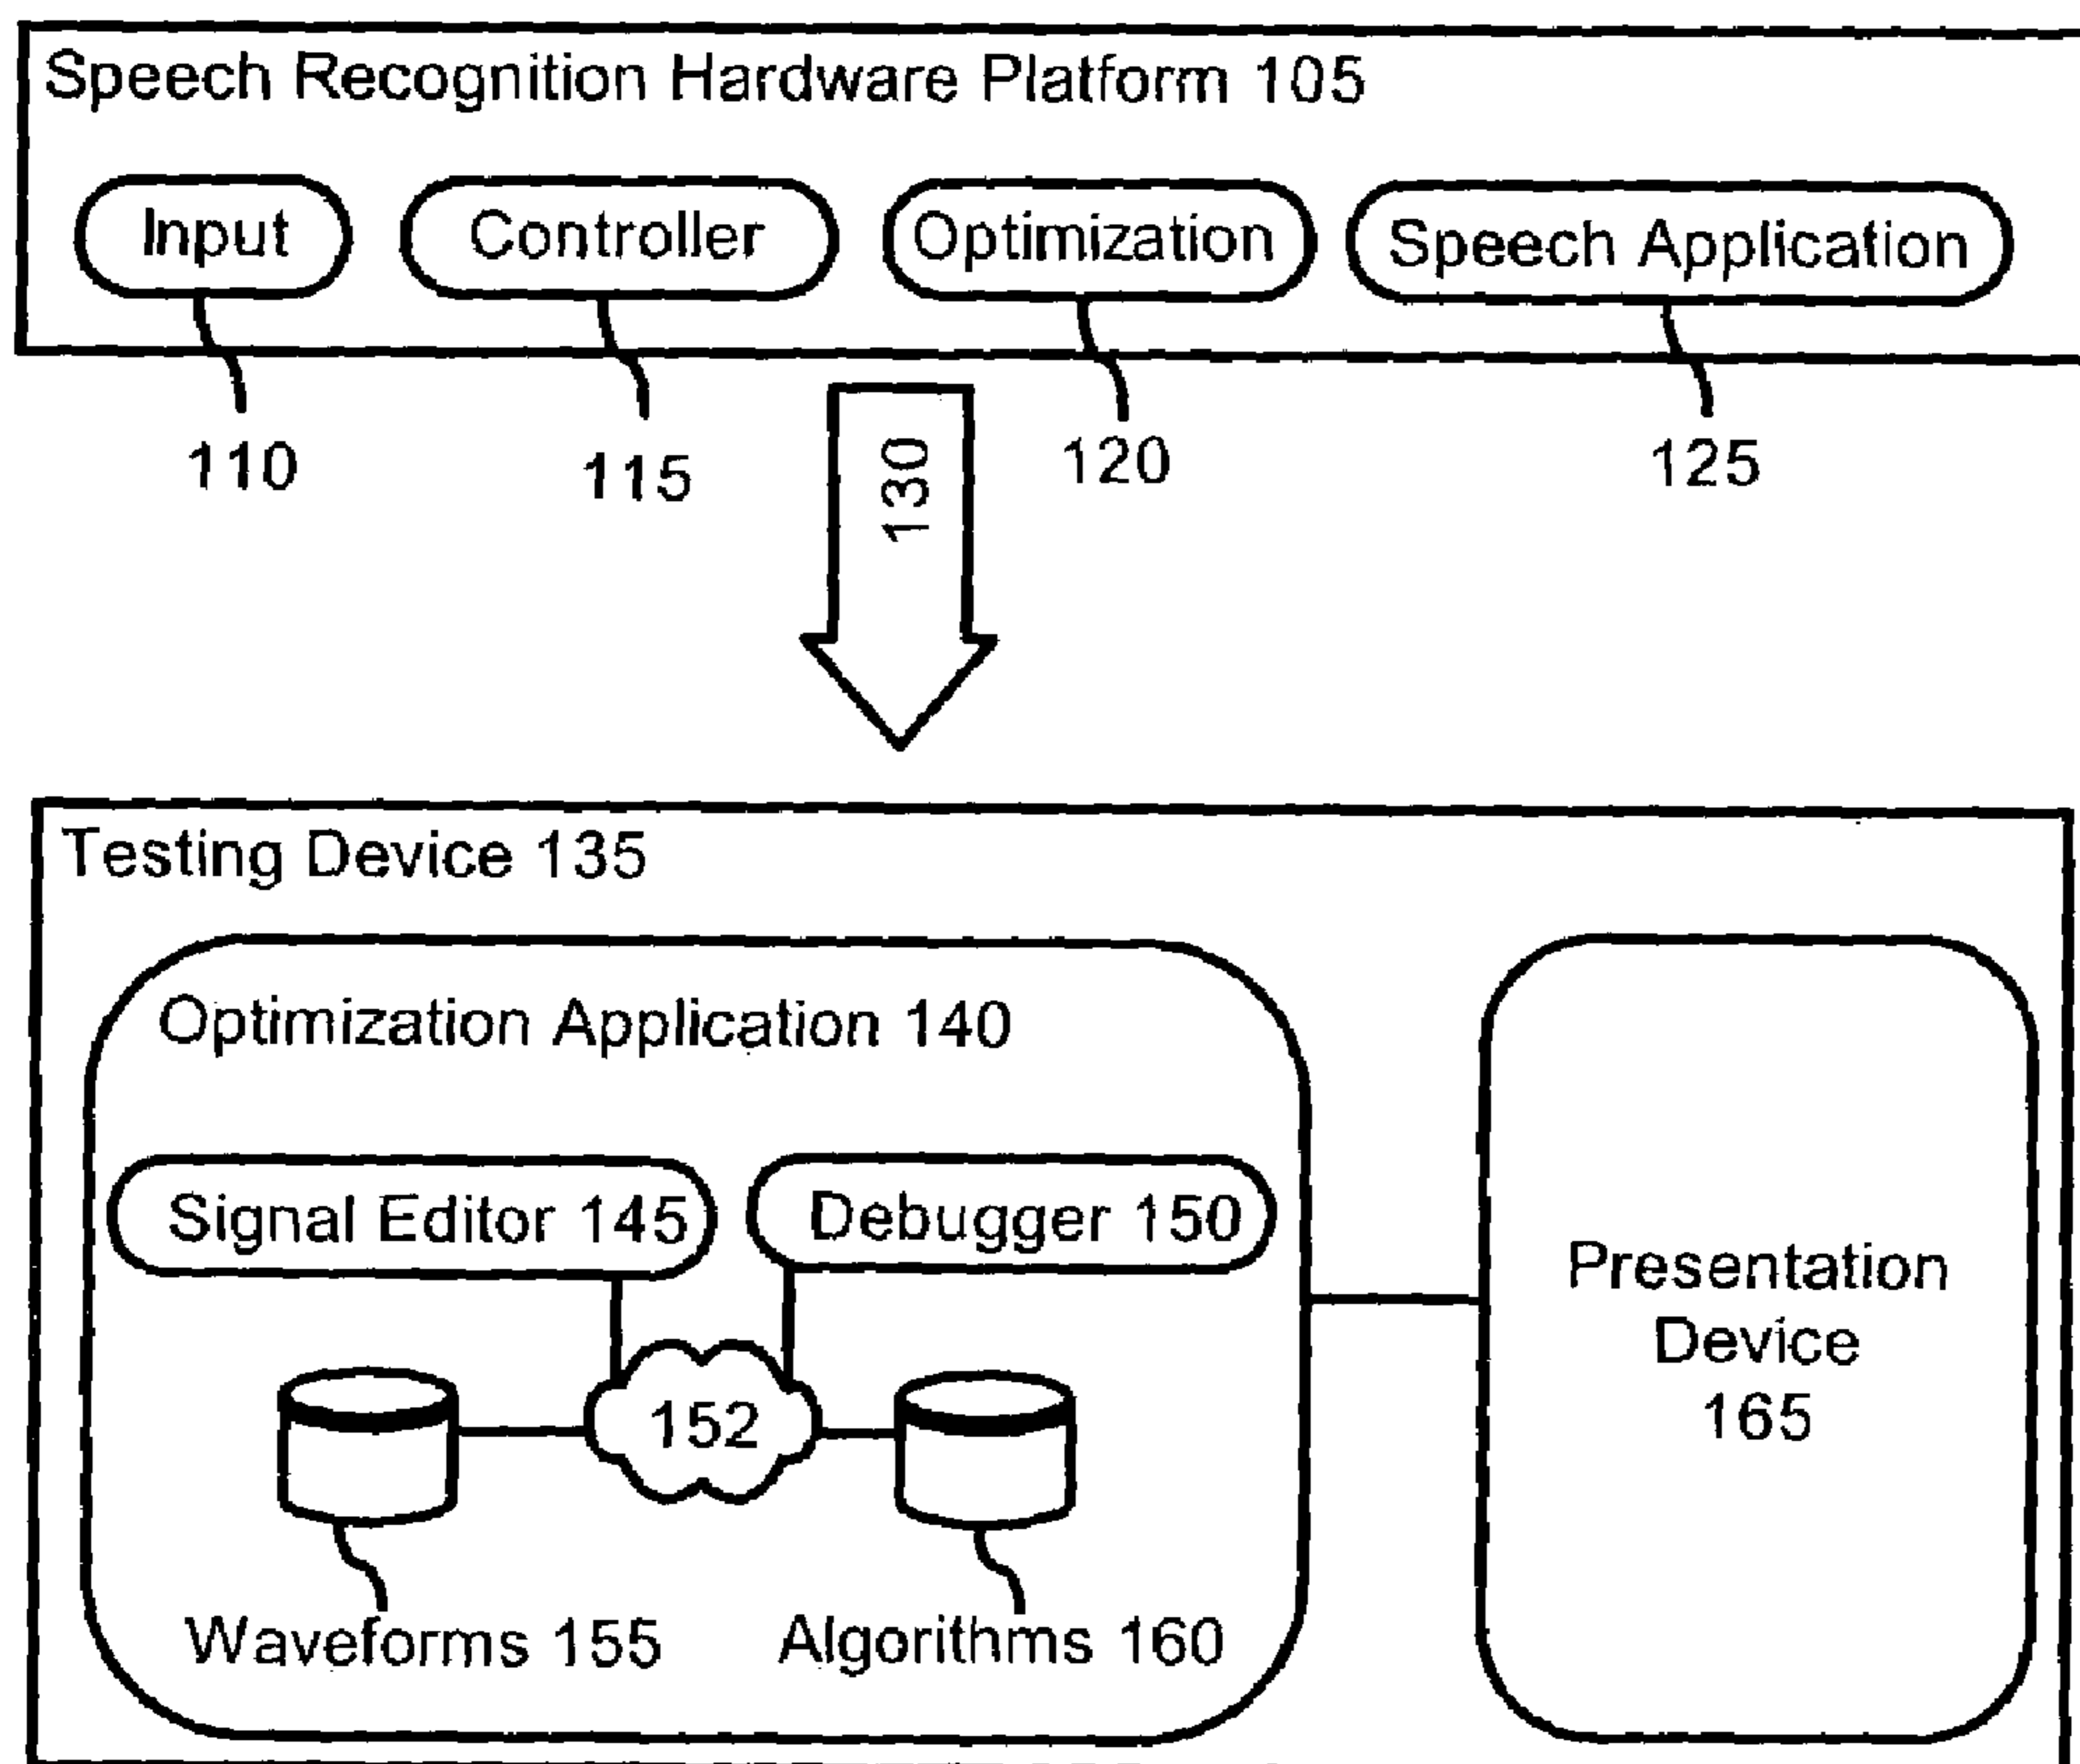 Speech Recognition Hardware Platform 105
Input
Controller
Optimization
Speech Application
110
115
130
120
125
Testing Device 135
Optimization Application 140
Signal Editor 145
Debugger 150
152
Waveforms 155
Algorithms 160
Presentation
Device
165